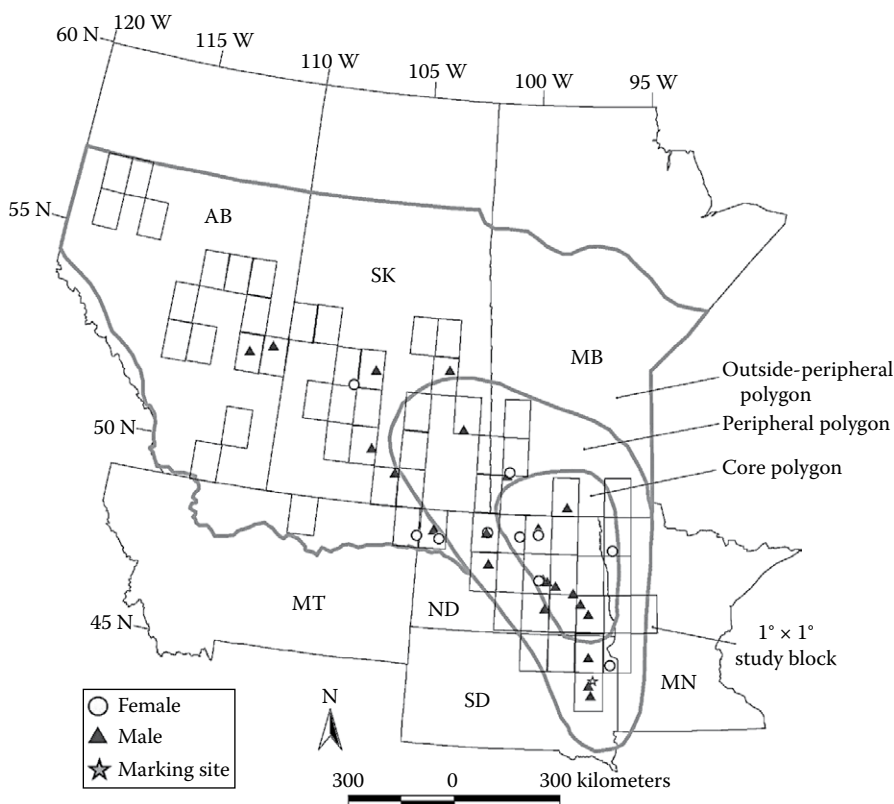 120 W
60 N
115 W
110 W
105 W
100 W
95 W
55 N
AB
SK
MB
Outside-peripheral
polygon
Peripheral polygon
50 N
Core polygon
MT
ND
45 N
1° × 1°
study block
SD
MN
Female
Male
Marking site
N
300 0 300 kilometers